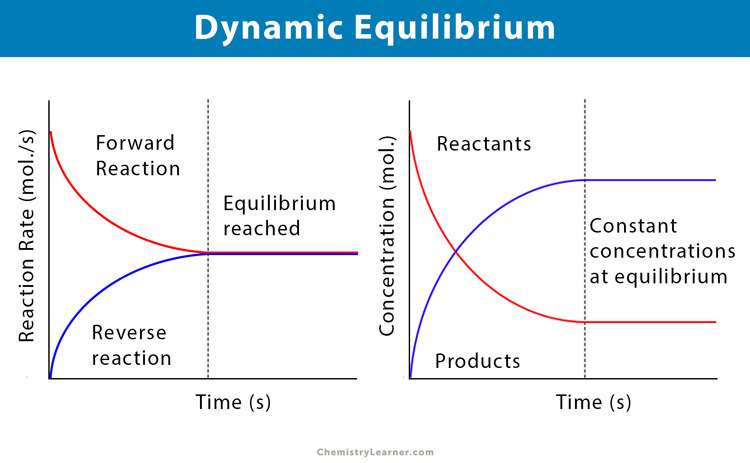 Dynamic Equilibrium
Reaction Rate (mol./s)
Forward
Reaction
Equilibrium
reached
Reverse
reaction
Time (s)
Concentration (mol.)
Reactants
Constant
concentrations
at equilibrium
Products
Time (s)
ChemistryLearner.com